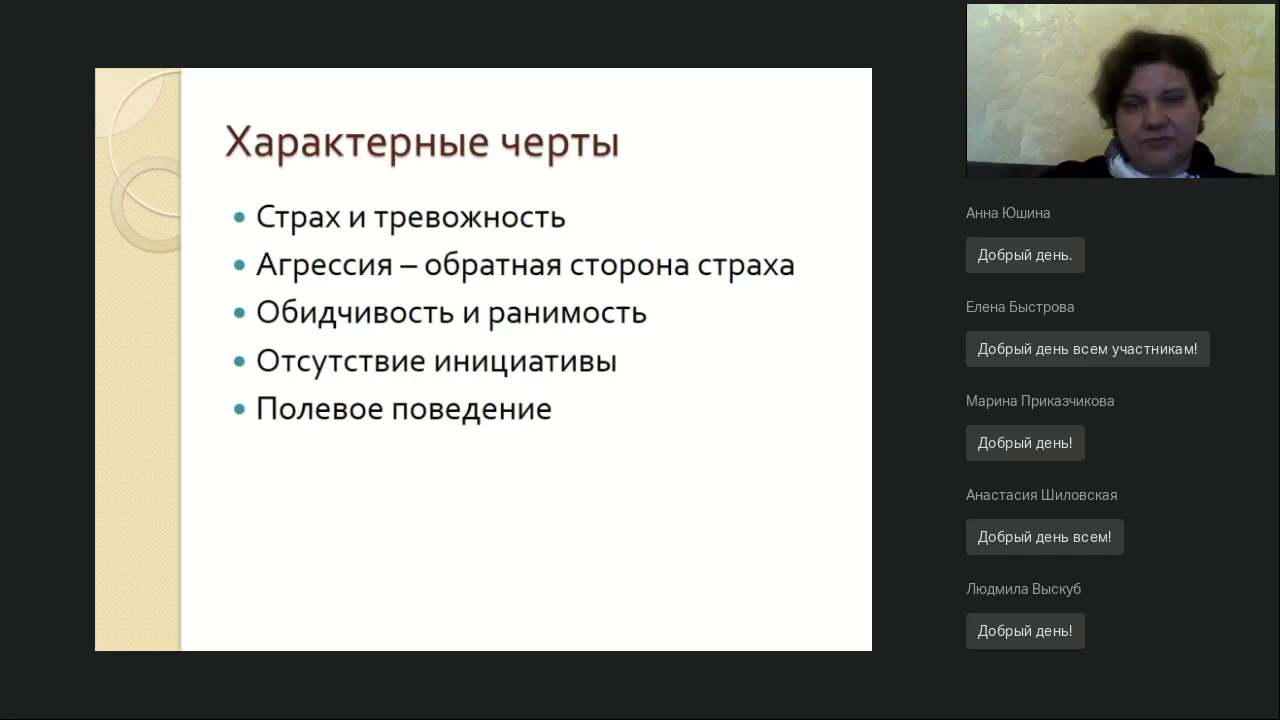 Характерные черты
Страх и тревожность
Агрессия – обратная сторона страха
Обидчивость и ранимость
Отсутствие инициативы
Полевое поведение
Анна Юшина
Добрый день.
Елена Быстрова
Добрый день всем участникам!
Марина Приказчикова
Добрый день!
Анастасия Шиловская
Добрый день всем!
Людмила Выскуб
Добрый день!